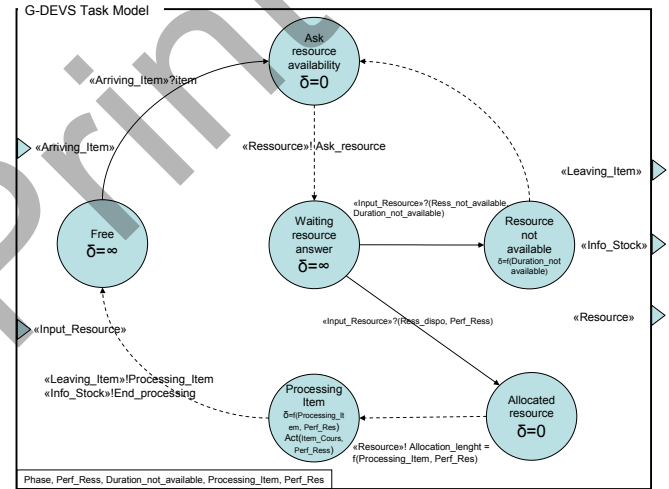 G-DEVS Task Model
Ask
resource
availability
δ=0
«Arriving_Item»?item
«Arriving_Item»
«Ressource»! Ask_resource
«Leaving_Item»
«Input_Resource»?(Ress_not_available,
Duration_not_available)
Free
δ=∞
Waiting
resource
answer
δ=∞
Resource
not
available
δ=f(Duration_not
available)
«Info_Stock»
«Input_Resource»
«Input_Resource»?(Ress_dispo, Perf_Ress)
«Resource»
«Leaving_Item»!Processing_Item
«Info_Stock»!End_processing
Processing
Item
δ=f(Processing_It
em, Perf_Res)
Act(Item_Cours,
Perf_Ress)
Allocated
resource
δ=0
«Resource»! Allocation_lenght =
f(Processing_Item, Perf_Res)
Phase, Perf_Ress, Duration_not_available, Processing_Item, Perf_Res